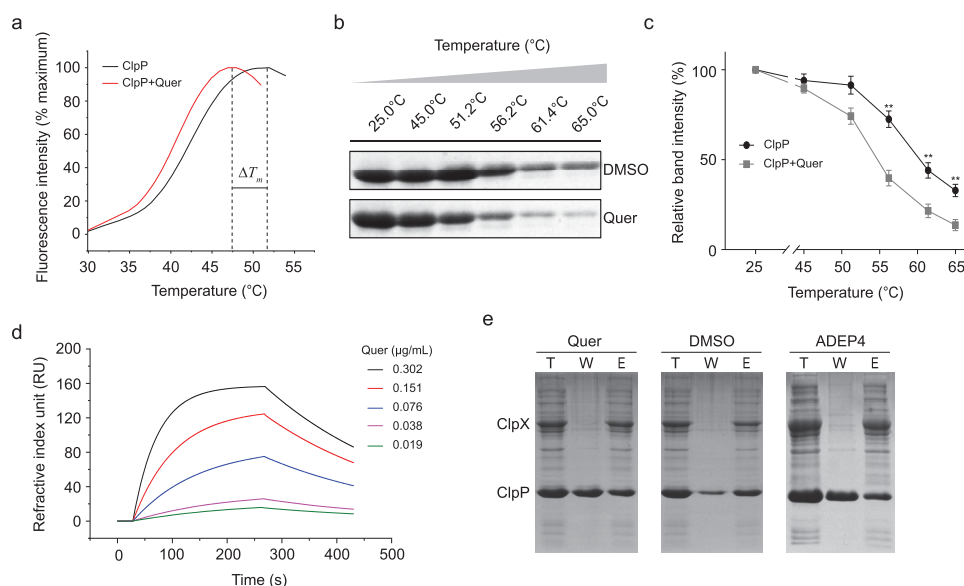 a
ClpP
ClpP+Quer
100
80
60
40
20
0
ΔTm
30 35 40 45 50 55
Fluorescence intensity (% maximum)
Temperature (°C)
b
Temperature (°C)
25.0°C 45.0°C 51.2°C 56.2°C 61.4°C 65.0°C
DMSO
Quer
c
100
50
0
**
**
**
ClpP
ClpP+Quer
25 45 50 55 60 65
Relative band intensity (%)
Temperature (°C)
d
200
160
120
80
40
0
Quer (μg/mL)
0.302
0.151
0.076
0.038
0.019
0 100 200 300 400 500
Refractive index unit (RU)
Time (s)
e
Quer DMSO ADEP4
T W E T W E T W E
ClpX
ClpP